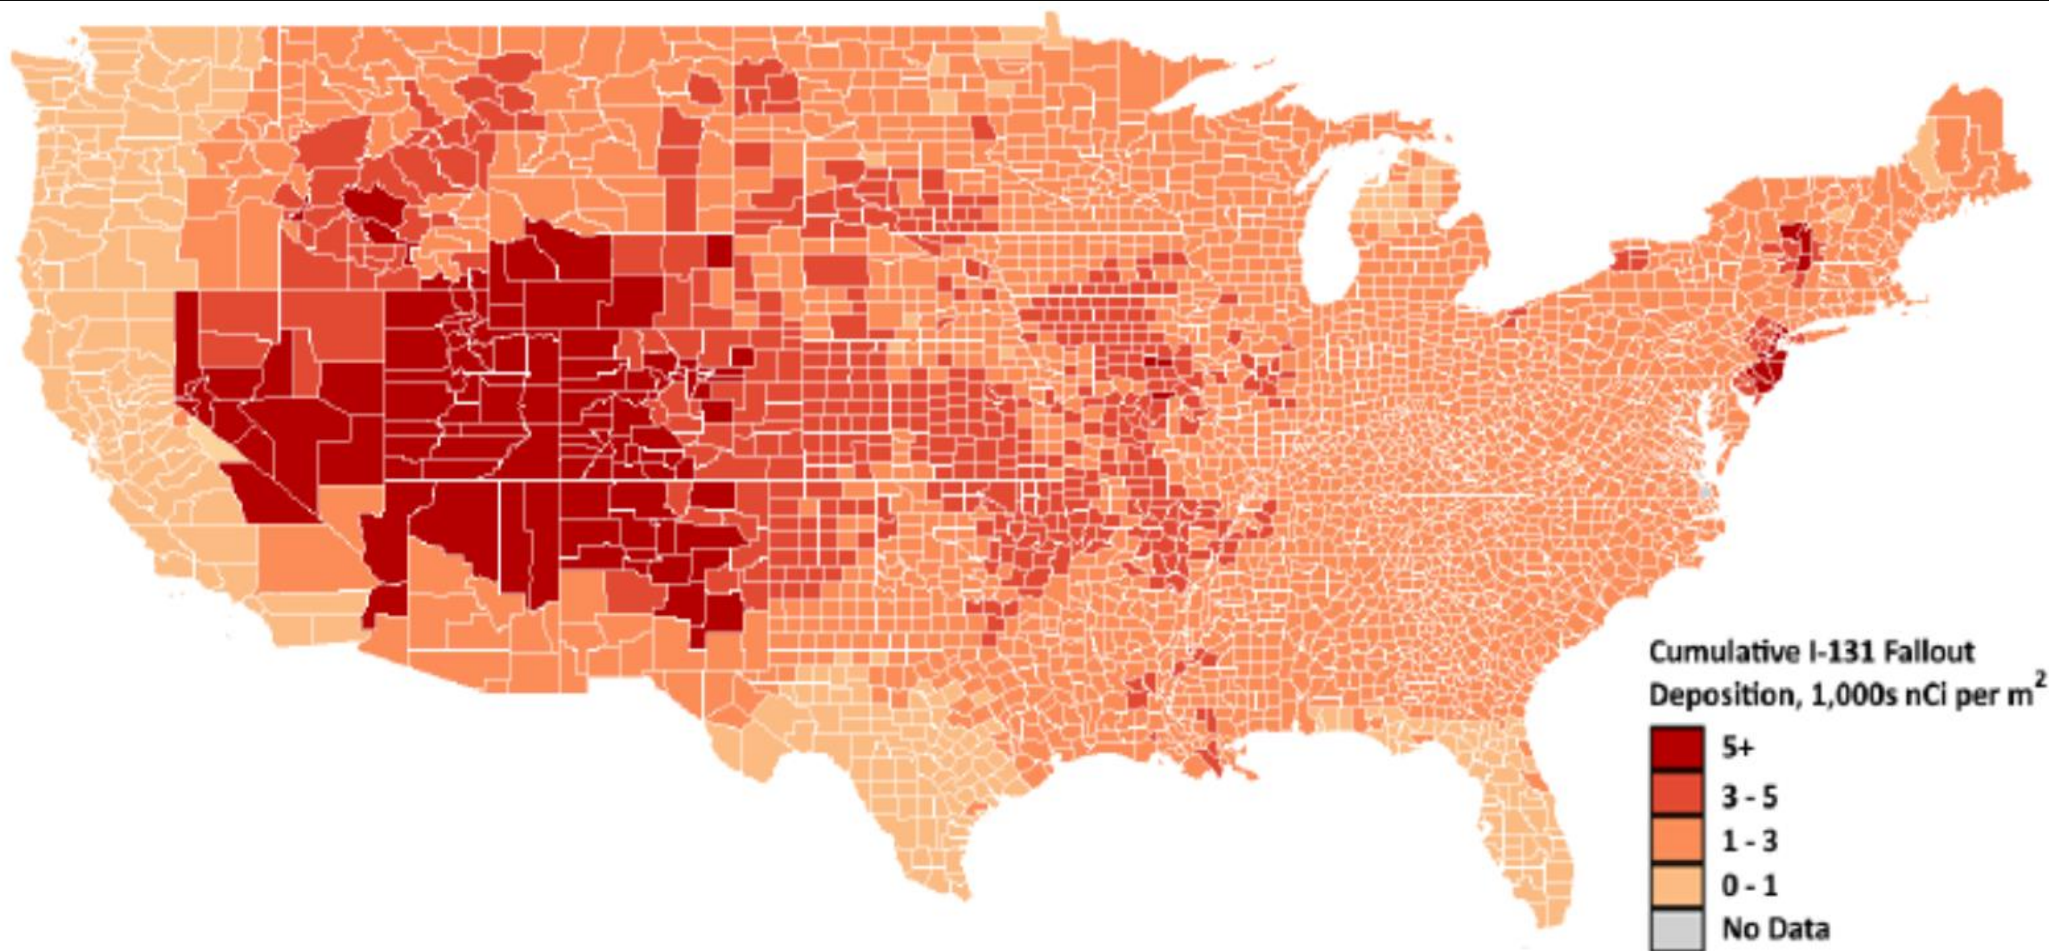 Cumulative I-131 Fallout
Deposition, 1,000s nCi per m²
5+
3 - 5
1 - 3
0 - 1
No Data